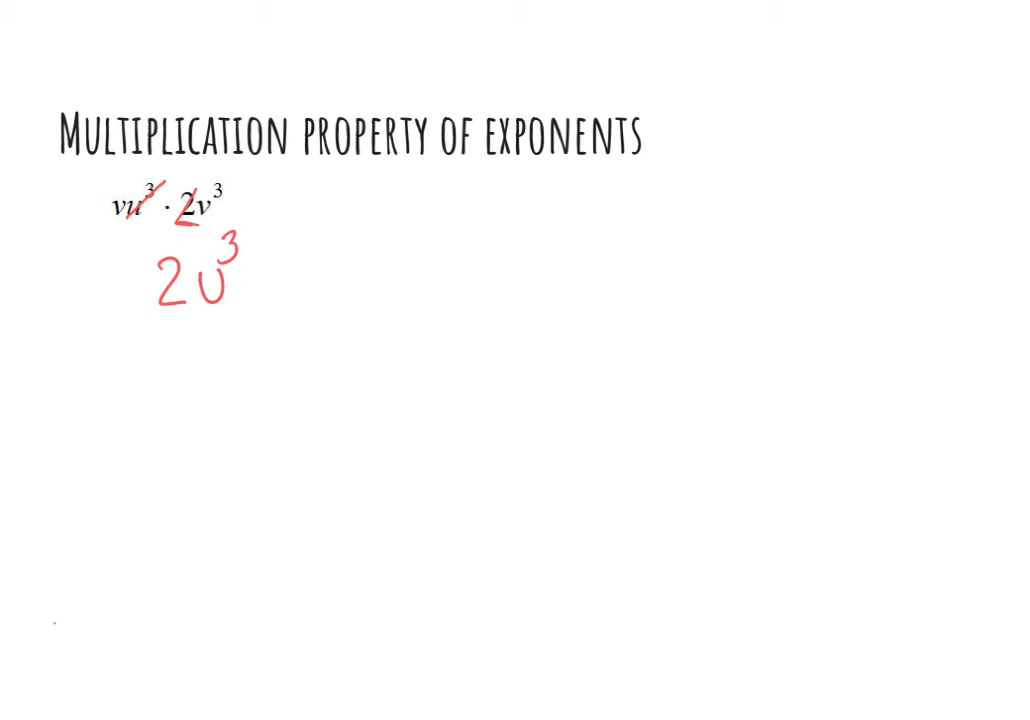 Multiplication property of exponents
vu³ · 2v³
2u³